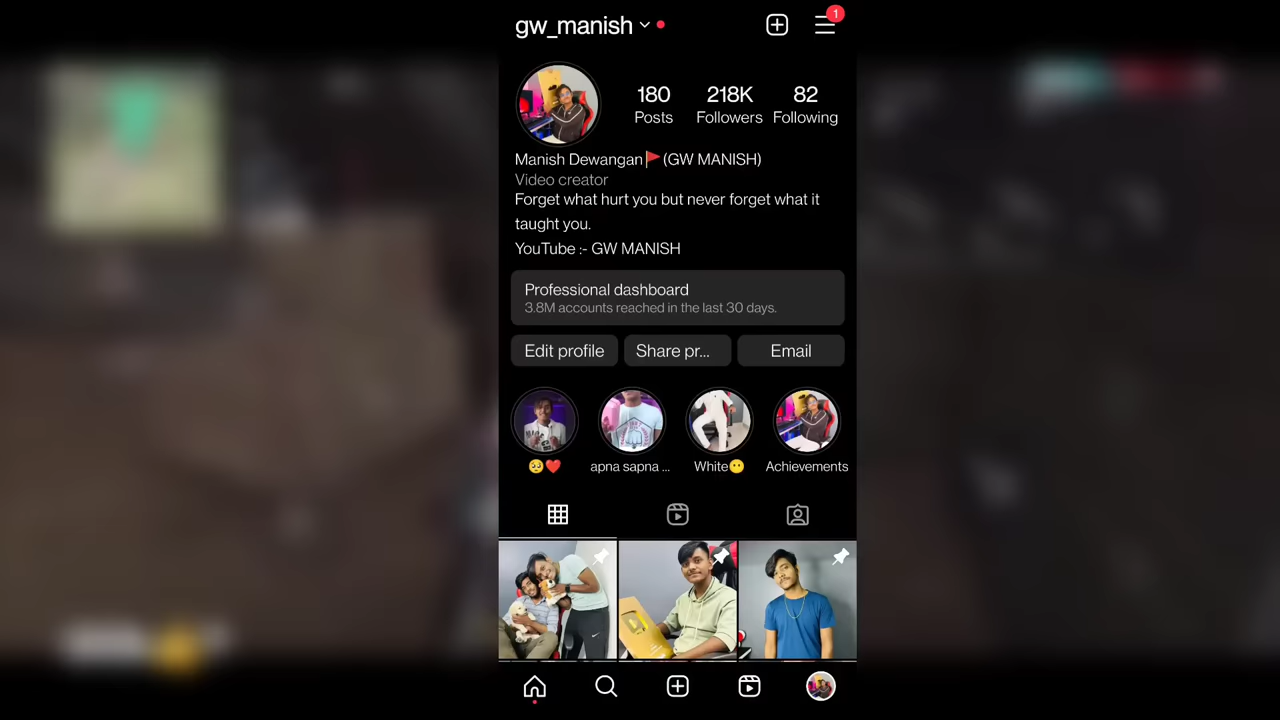 gw_manish
1
180
218K
82
Posts
Followers
Following
Manish Dewangan🚩(GW MANISH)
Video creator
Forget what hurt you but never forget what it
taught you.
YouTube :- GW MANISH
Professional dashboard
3.8M accounts reached in the last 30 days.
Edit profile
Share pr...
Email
🥺❤️
apna sapna ...
White😶
Achievements